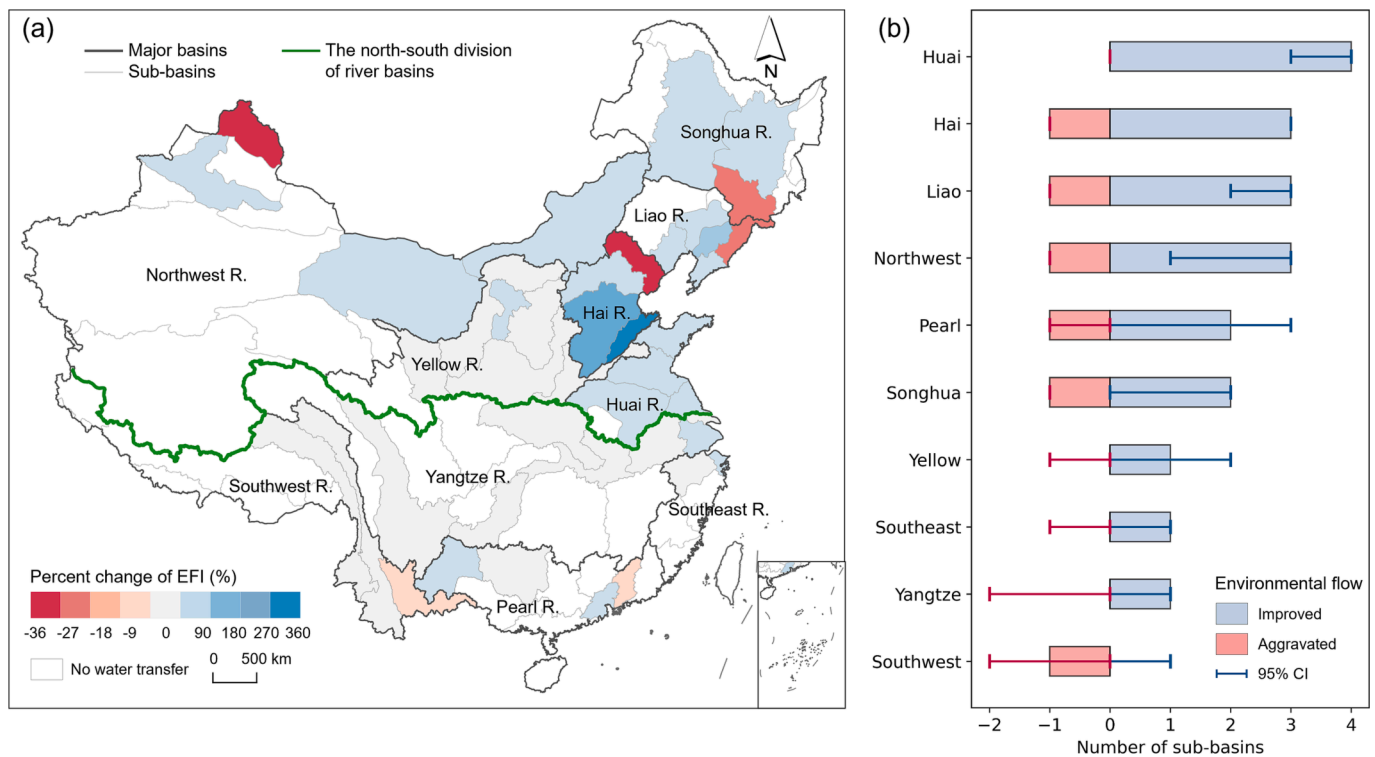 (a)
Major basins
Sub-basins
The north-south division
of river basins
N
Songhua R.
Liao R.
Northwest R.
Hai R.
Yellow R.
Huai R.
Yangtze R.
Southwest R.
Southeast R.
Pearl R.
Percent change of EFI (%)
-36 -27 -18 -9 0 90 180 270 360
No water transfer
0 500 km
(b)
Huai
Hai
Liao
Northwest
Pearl
Songhua
Yellow
Southeast
Yangtze
Southwest
Environmental flow
Improved
Aggravated
95% CI
−2 −1 0 1 2 3 4
Number of sub-basins